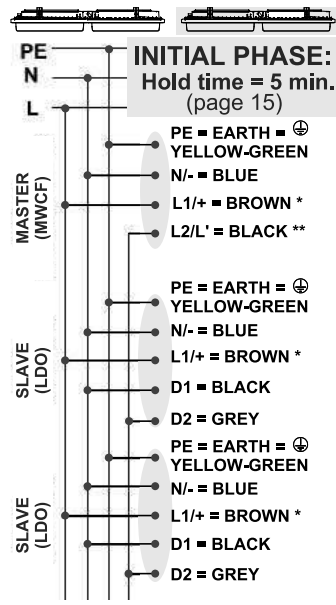 PE
INITIAL PHASE:
N
Hold time = 5 min.
L
(page 15)
MASTER
(MWCF)
PE = EARTH = ⏚
YELLOW-GREEN
N/- = BLUE
L1/+ = BROWN *
L2/L' = BLACK **
SLAVE
(LDO)
PE = EARTH = ⏚
YELLOW-GREEN
N/- = BLUE
L1/+ = BROWN *
D1 = BLACK
D2 = GREY
SLAVE
(LDO)
PE = EARTH = ⏚
YELLOW-GREEN
N/- = BLUE
L1/+ = BROWN *
D1 = BLACK
D2 = GREY